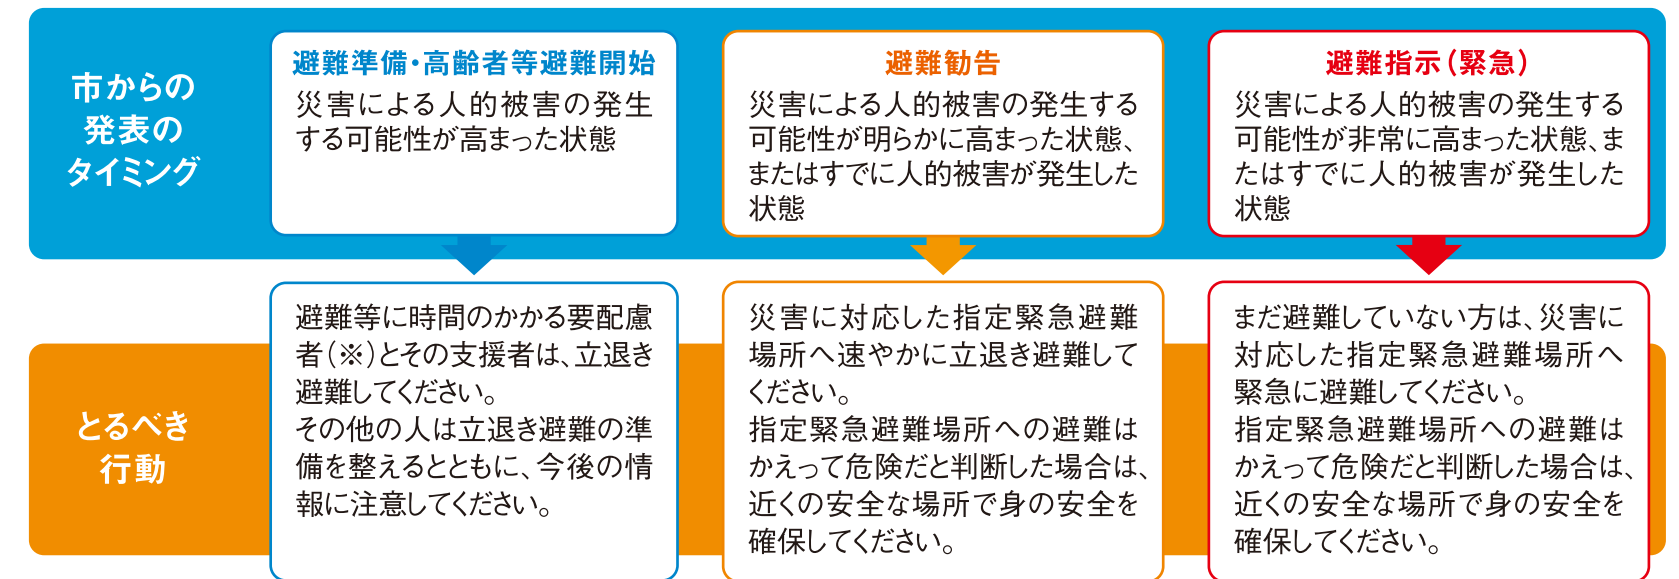 市からの
発表の
タイミング
避難準備・高齢者等避難開始
災害による人的被害の発生
する可能性が高まった状態
避難勧告
災害による人的被害の発生する
可能性が明らかに高まった状態、
またはすでに人的被害が発生した
状態
避難指示（緊急）
災害による人的被害の発生する
可能性が非常に高まった状態、ま
たはすでに人的被害が発生した
状態
とるべき
行動
避難等に時間のかかる要配慮
者（※）とその支援者は、立退き
避難してください。
その他の人は立退き避難の準
備を整えるとともに、今後の情
報に注意してください。
災害に対応した指定緊急避難
場所へ速やかに立退き避難して
ください。
指定緊急避難場所への避難は
かえって危険だと判断した場合は、
近くの安全な場所で身の安全を
確保してください。
まだ避難していない方は、災害に
対応した指定緊急避難場所へ
緊急に避難してください。
指定緊急避難場所への避難は
かえって危険だと判断した場合は、
近くの安全な場所で身の安全を
確保してください。